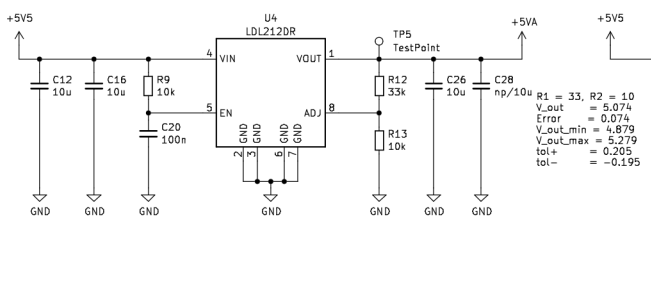 +5V5
U4
LDL212DR
TP5
TestPoint
+5VA
+5V5
4
VIN
VOUT
1
C12
10u
C16
10u
R9
10k
R12
33k
C26
10u
C28
np/10u
5
EN
ADJ
8
C20
100n
GND
GND
GND
GND
2
3
6
7
R13
10k
R1 = 33, R2 = 10
V_out = 5.074
Error = 0.074
V_out_min = 4.879
V_out_max = 5.279
tol+ = 0.205
tol- = -0.195
GND
GND
GND
GND
GND
GND
GND